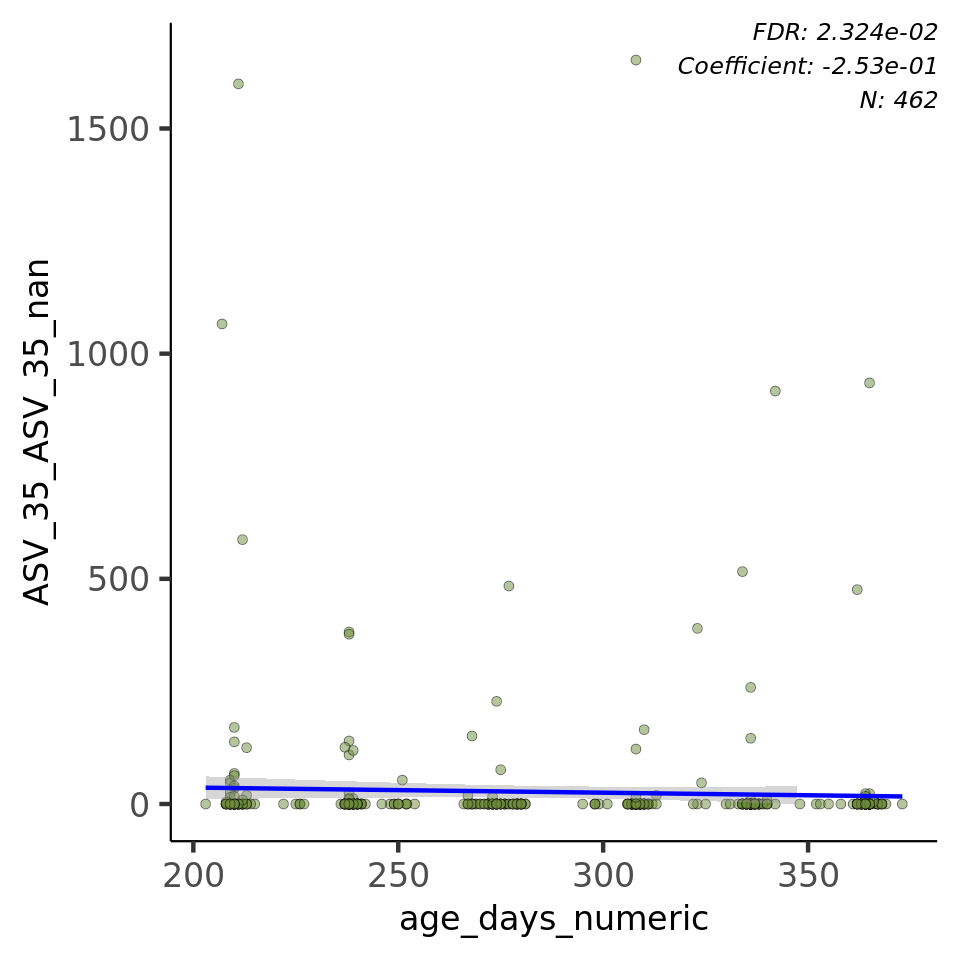 FDR: 2.324e-02
Coefficient: -2.53e-01
N: 462
1500
1000
500
0
ASV_35_ASV_35_nan
200 250 300 350
age_days_numeric